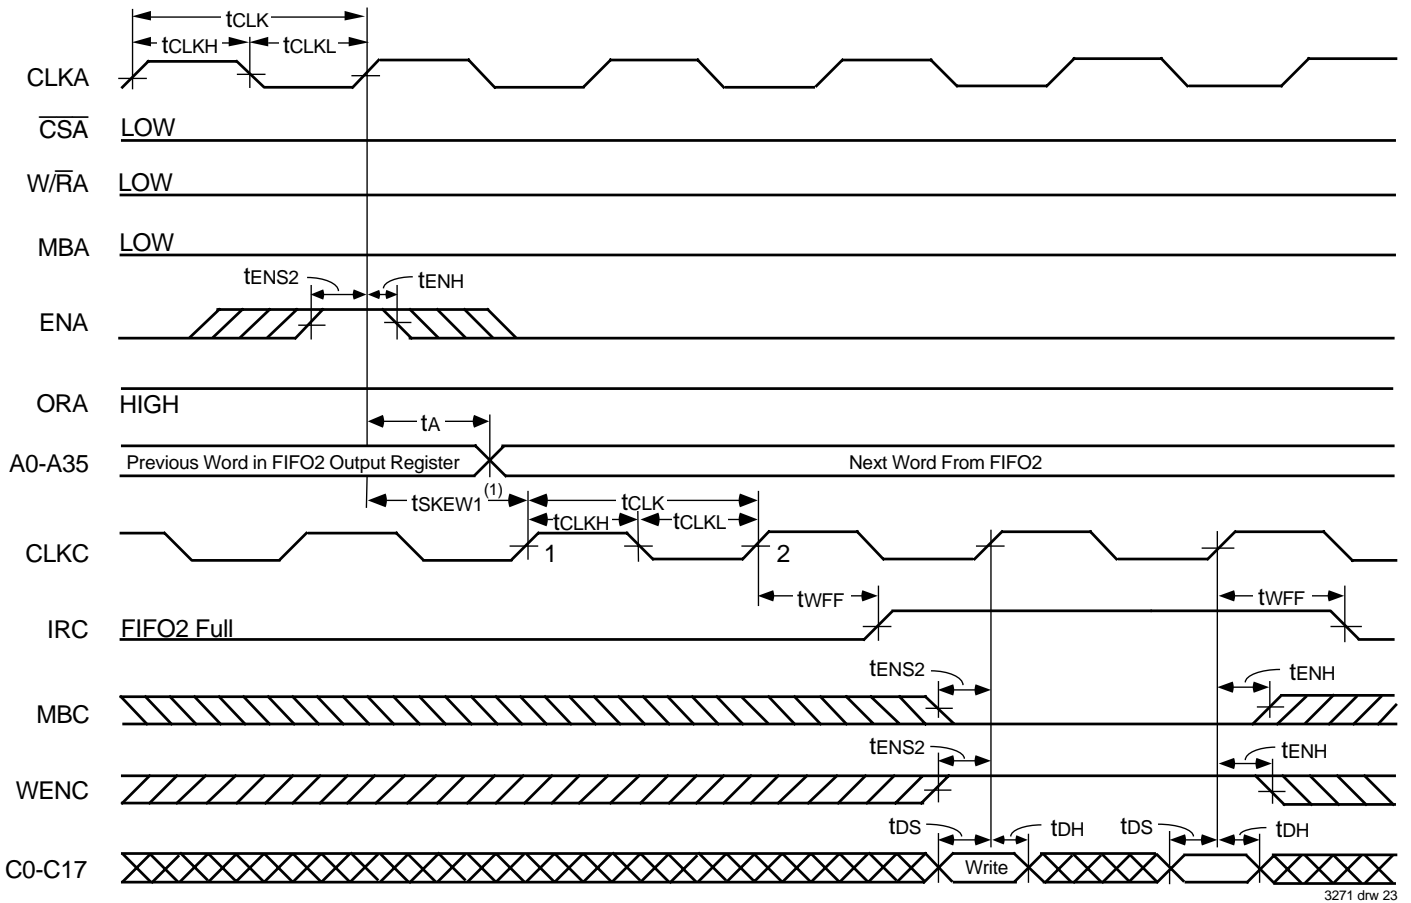 tCLK
tCLKH tCLKL
CLKA
CSA LOW
W/RA LOW
MBA LOW
tENS2 tENH
ENA
ORA HIGH
tA
A0-A35 Previous Word in FIFO2 Output Register Next Word From FIFO2
tSKEW1(1) tCLK
tCLKH tCLKL
CLKC 1 2
tWFF tWFF
IRC FIFO2 Full
tENS2 tENH
MBC
tENS2 tENH
WENC
tDS tDH tDS tDH
C0-C17 Write
3271 drw 23